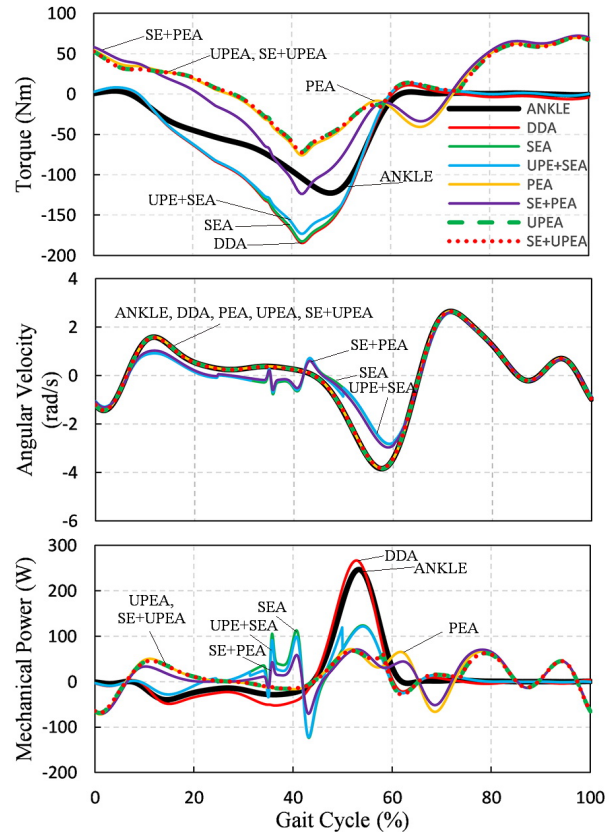 100
SE+PEA
50
UPEA, SE+UPEA
PEA
0
ANKLE
DDA
-50
SEA
ANKLE
UPE+SEA
-100
PEA
UPE+SEA
SE+PEA
-150
SEA
UPEA
DDA
SE+UPEA
-200
Torque (Nm)
4
ANKLE, DDA, PEA, UPEA, SE+UPEA
2
SE+PEA
0
SEA
UPE+SEA
-2
-4
-6
Angular Velocity
(rad/s)
300
DDA
ANKLE
200
UPEA,
SE+UPEA
SEA
UPE+SEA
PEA
100
SE+PEA
0
-100
-200
Mechanical Power (W)
0 20 40 60 80 100
Gait Cycle (%)